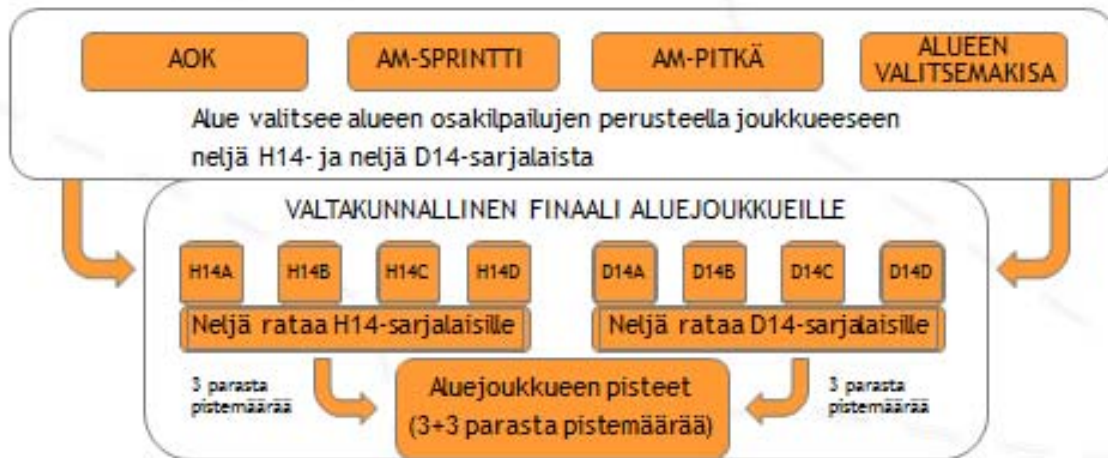 AOK
AM-SPRINTTI
AM-PITKÄ
ALUEEN
VALITSEMAKISA
Alue valitsee alueen osakilpailujen perusteella joukkueeseen
neljä H14- ja neljä D14-sarjalaista
VALTAKUNNALLINEN FINAALI ALUEJOUKKUEILLE
H14A
H14B
H14C
H14D
D14A
D14B
D14C
D14D
Neljä rataa H14-sarjalaisille
Neljä rataa D14-sarjalaisille
3 parasta
pistemäärää
Aluejoukkueen pisteet
(3+3 parasta pistemäärää)
3 parasta
pistemäärää